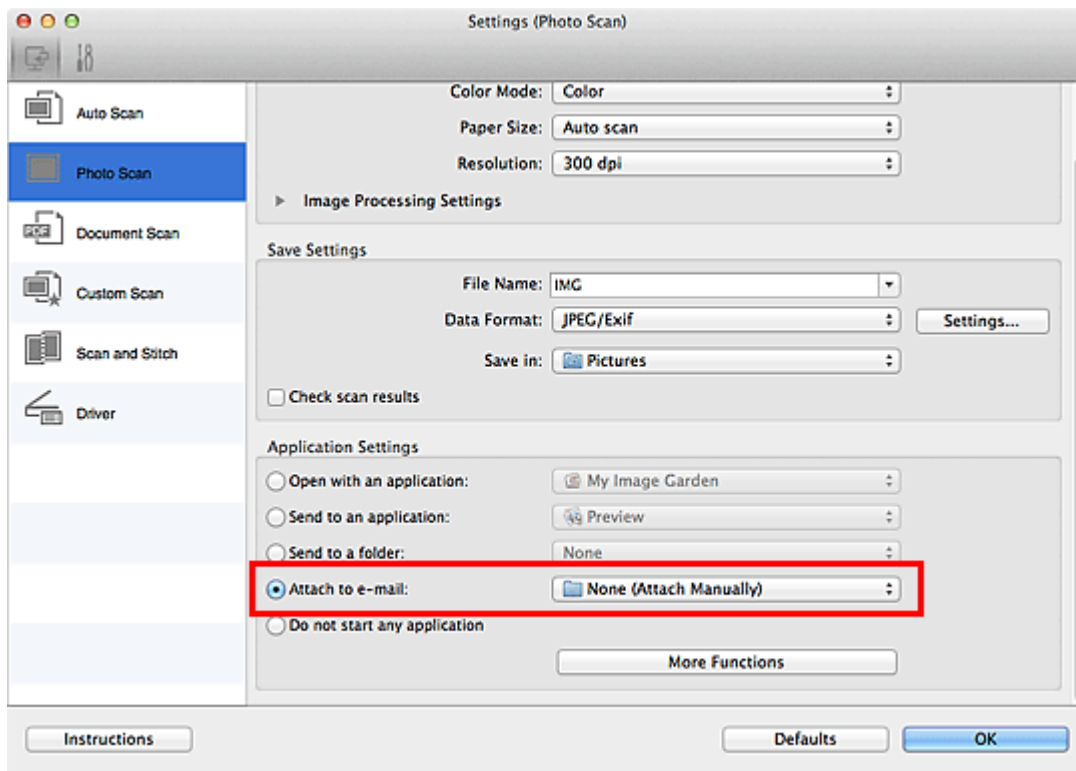 Settings (Photo Scan)
Auto Scan
Photo Scan
PDF
Document Scan
Custom Scan
Scan and Stitch
Driver
Color Mode: Color
Paper Size: Auto scan
Resolution: 300 dpi
Image Processing Settings
Save Settings
File Name: IMG
Data Format: JPEG/Exif Settings...
Save in: Pictures
Check scan results
Application Settings
Open with an application: My Image Garden
Send to an application: Preview
Send to a folder: None
Attach to e-mail: None (Attach Manually)
Do not start any application
More Functions
Instructions Defaults OK